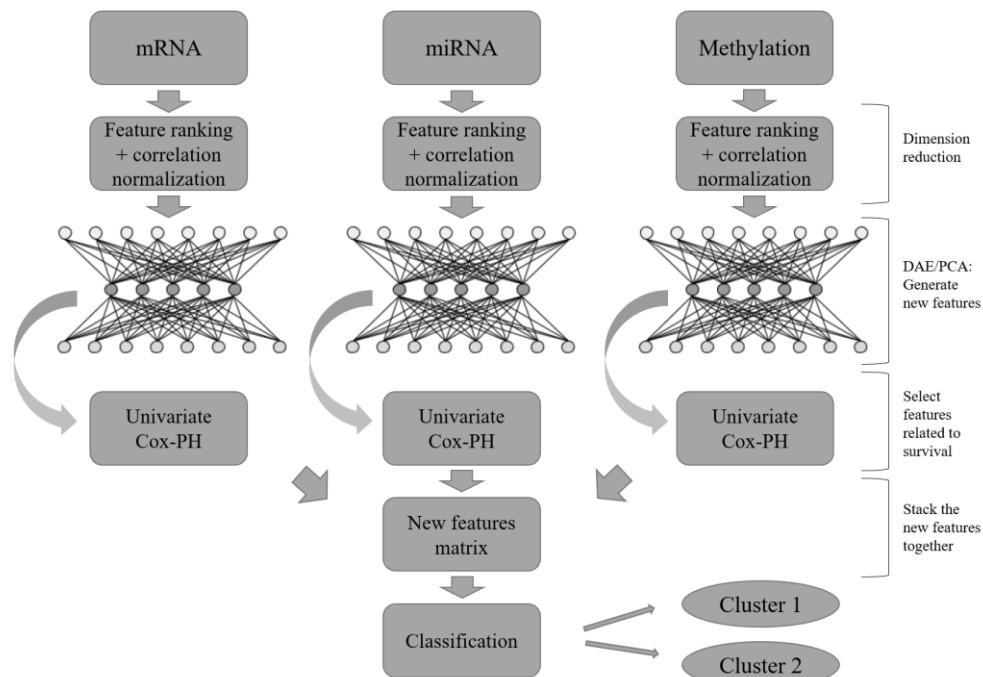 mRNA
miRNA
Methylation
Feature ranking
+ correlation
normalization
Feature ranking
+ correlation
normalization
Feature ranking
+ correlation
normalization
Dimension
reduction
DAE/PCA:
Generate
new features
Univariate
Cox-PH
Univariate
Cox-PH
Univariate
Cox-PH
Select
features
related to
survival
New features
matrix
Stack the
new features
together
Classification
Cluster 1
Cluster 2